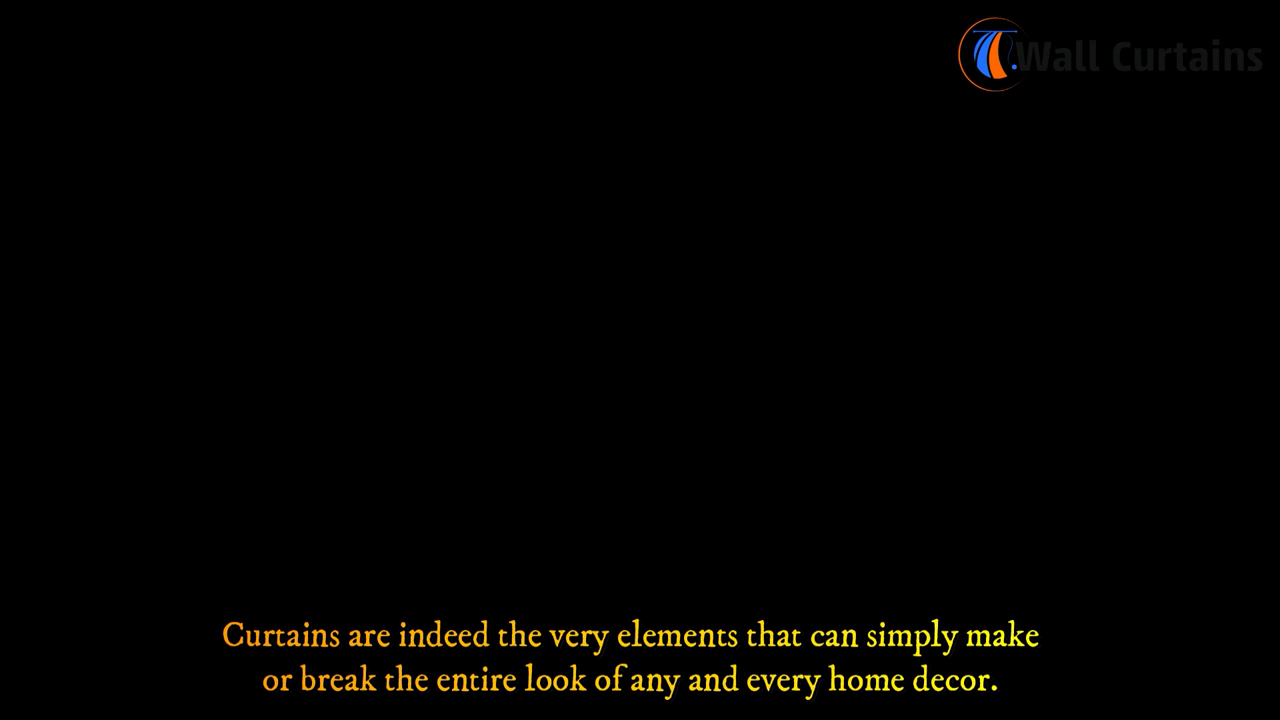 Wall Curtains
Curtains are indeed the very elements that can simply make
or break the entire look of any and every home decor.